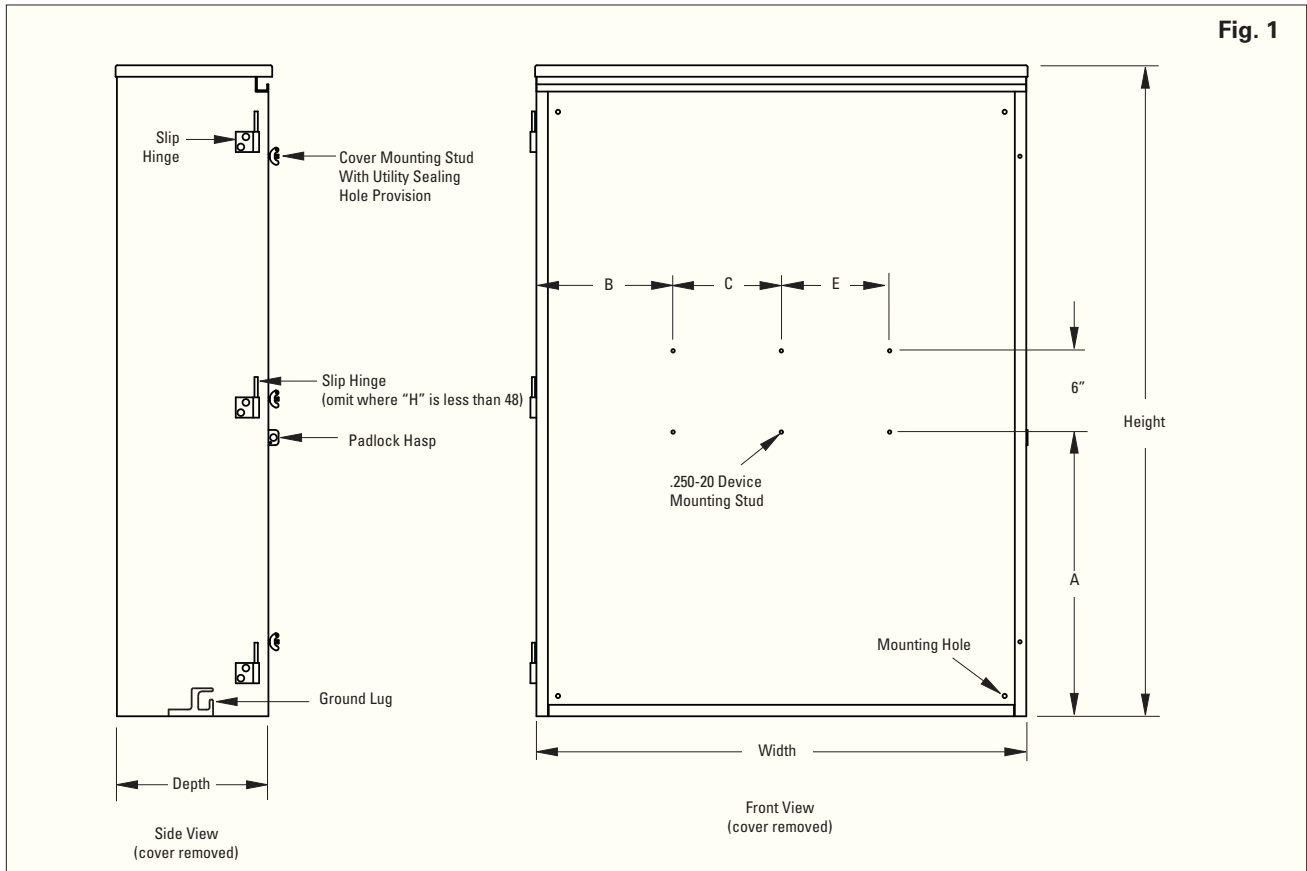 Fig. 1
Slip
Hinge
Cover Mounting Stud
With Utility Sealing
Hole Provision
B
C
E
Slip Hinge
(omit where “H” is less than 48)
6”
Height
Padlock Hasp
.250-20 Device
Mounting Stud
A
Mounting Hole
Ground Lug
Width
Depth
Front View
(cover removed)
Side View
(cover removed)